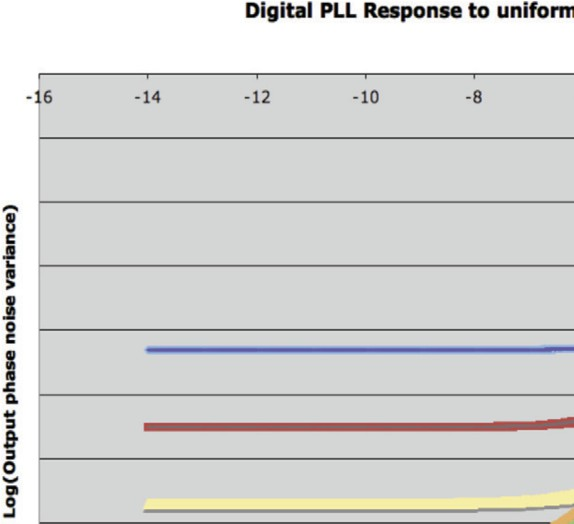 Digital PLL Response to uniform
-16 -14 -12 -10 -8
Log(Output phase noise variance)